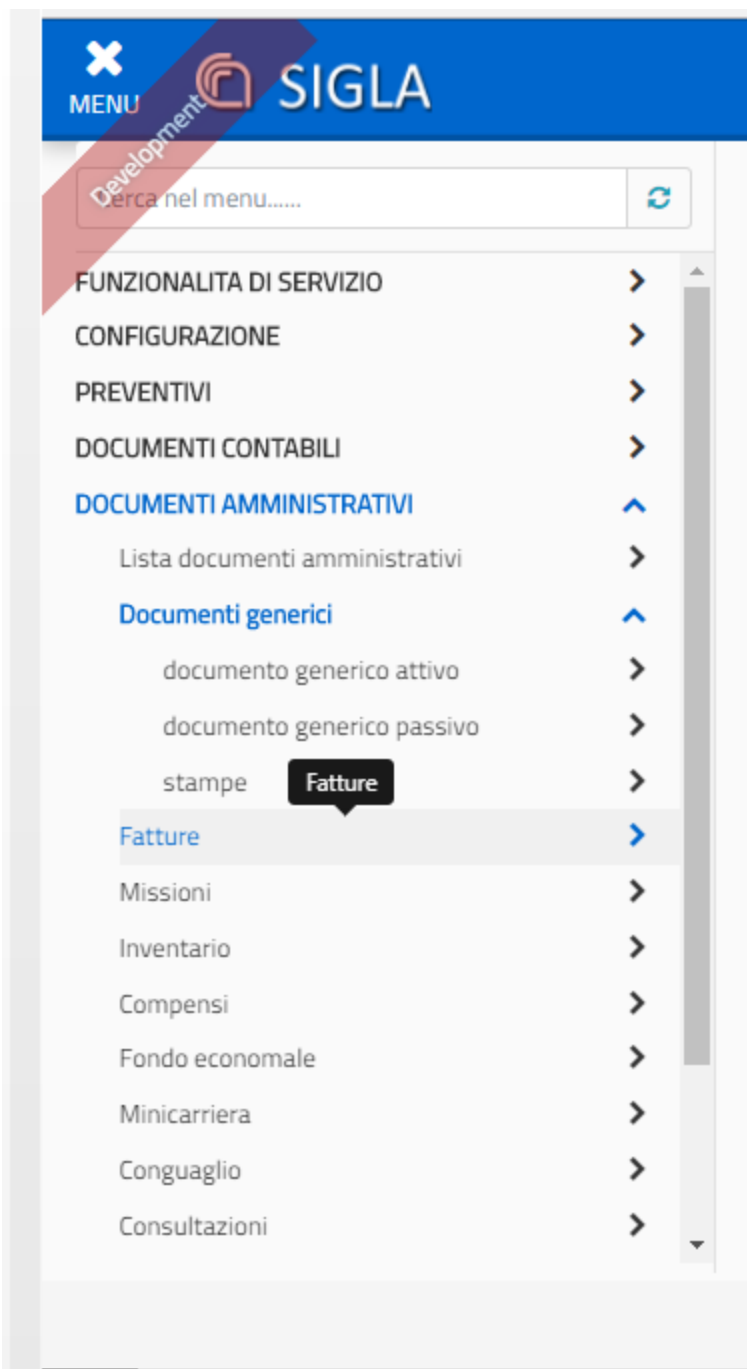 MENU
SIGLA
Development
Cerca nel menu......
FUNZIONALITA DI SERVIZIO
CONFIGURAZIONE
PREVENTIVI
DOCUMENTI CONTABILI
DOCUMENTI AMMINISTRATIVI
Lista documenti amministrativi
Documenti generici
documento generico attivo
documento generico passivo
stampe
Fatture
Fatture
Missioni
Inventario
Compensi
Fondo economale
Minicarriera
Conguaglio
Consultazioni